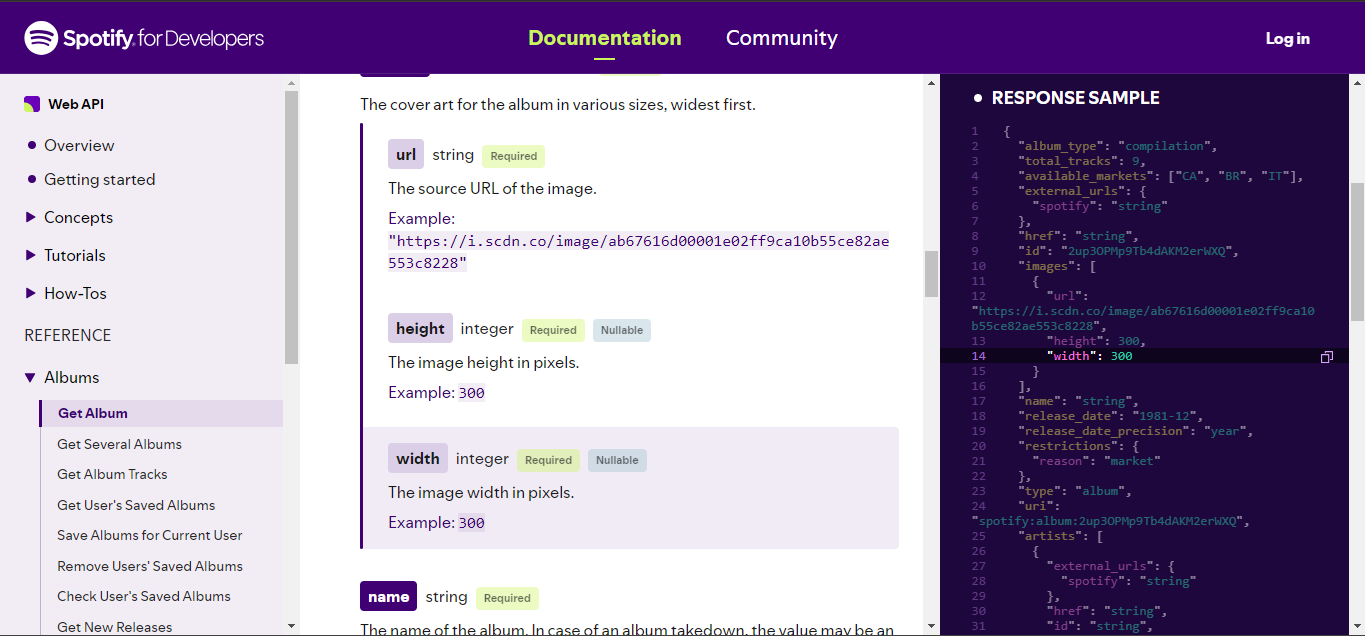 Spotify for Developers
Documentation
Community
Log in
Web API
Overview
Getting started
Concepts
Tutorials
How-Tos
REFERENCE
Albums
Get Album
Get Several Albums
Get Album Tracks
Get User's Saved Albums
Save Albums for Current User
Remove Users' Saved Albums
Check User's Saved Albums
Get New Releases
The cover art for the album in various sizes, widest first.
url string Required
The source URL of the image.
Example:
"https://i.scdn.co/image/ab67616d00001e02ff9ca10b55ce82ae
553c8228"
height integer Required Nullable
The image height in pixels.
Example: 300
width integer Required Nullable
The image width in pixels.
Example: 300
name string Required
The name of the album. In case of an album takedown, the value may be an
RESPONSE SAMPLE
1 {
2 "album_type": "compilation",
3 "total_tracks": 9,
4 "available_markets": ["CA", "BR", "IT"],
5 "external_urls": {
6 "spotify": "string"
7 },
8 "href": "string",
9 "id": "2up3OPMp9Tb4dAKM2erWXQ",
10 "images": [
11 {
12 "url":
"https://i.scdn.co/image/ab67616d00001e02ff9ca10
b55ce82ae553c8228",
13 "height": 300,
14 "width": 300
15 }
16 ],
17 "name": "string",
18 "release_date": "1981-12",
19 "release_date_precision": "year",
20 "restrictions": {
21 "reason": "market"
22 },
23 "type": "album",
24 "uri":
"spotify:album:2up3OPMp9Tb4dAKM2erWXQ",
25 "artists": [
26 {
27 "external_urls": {
28 "spotify": "string"
29 },
30 "href": "string",
31 "id": "string",